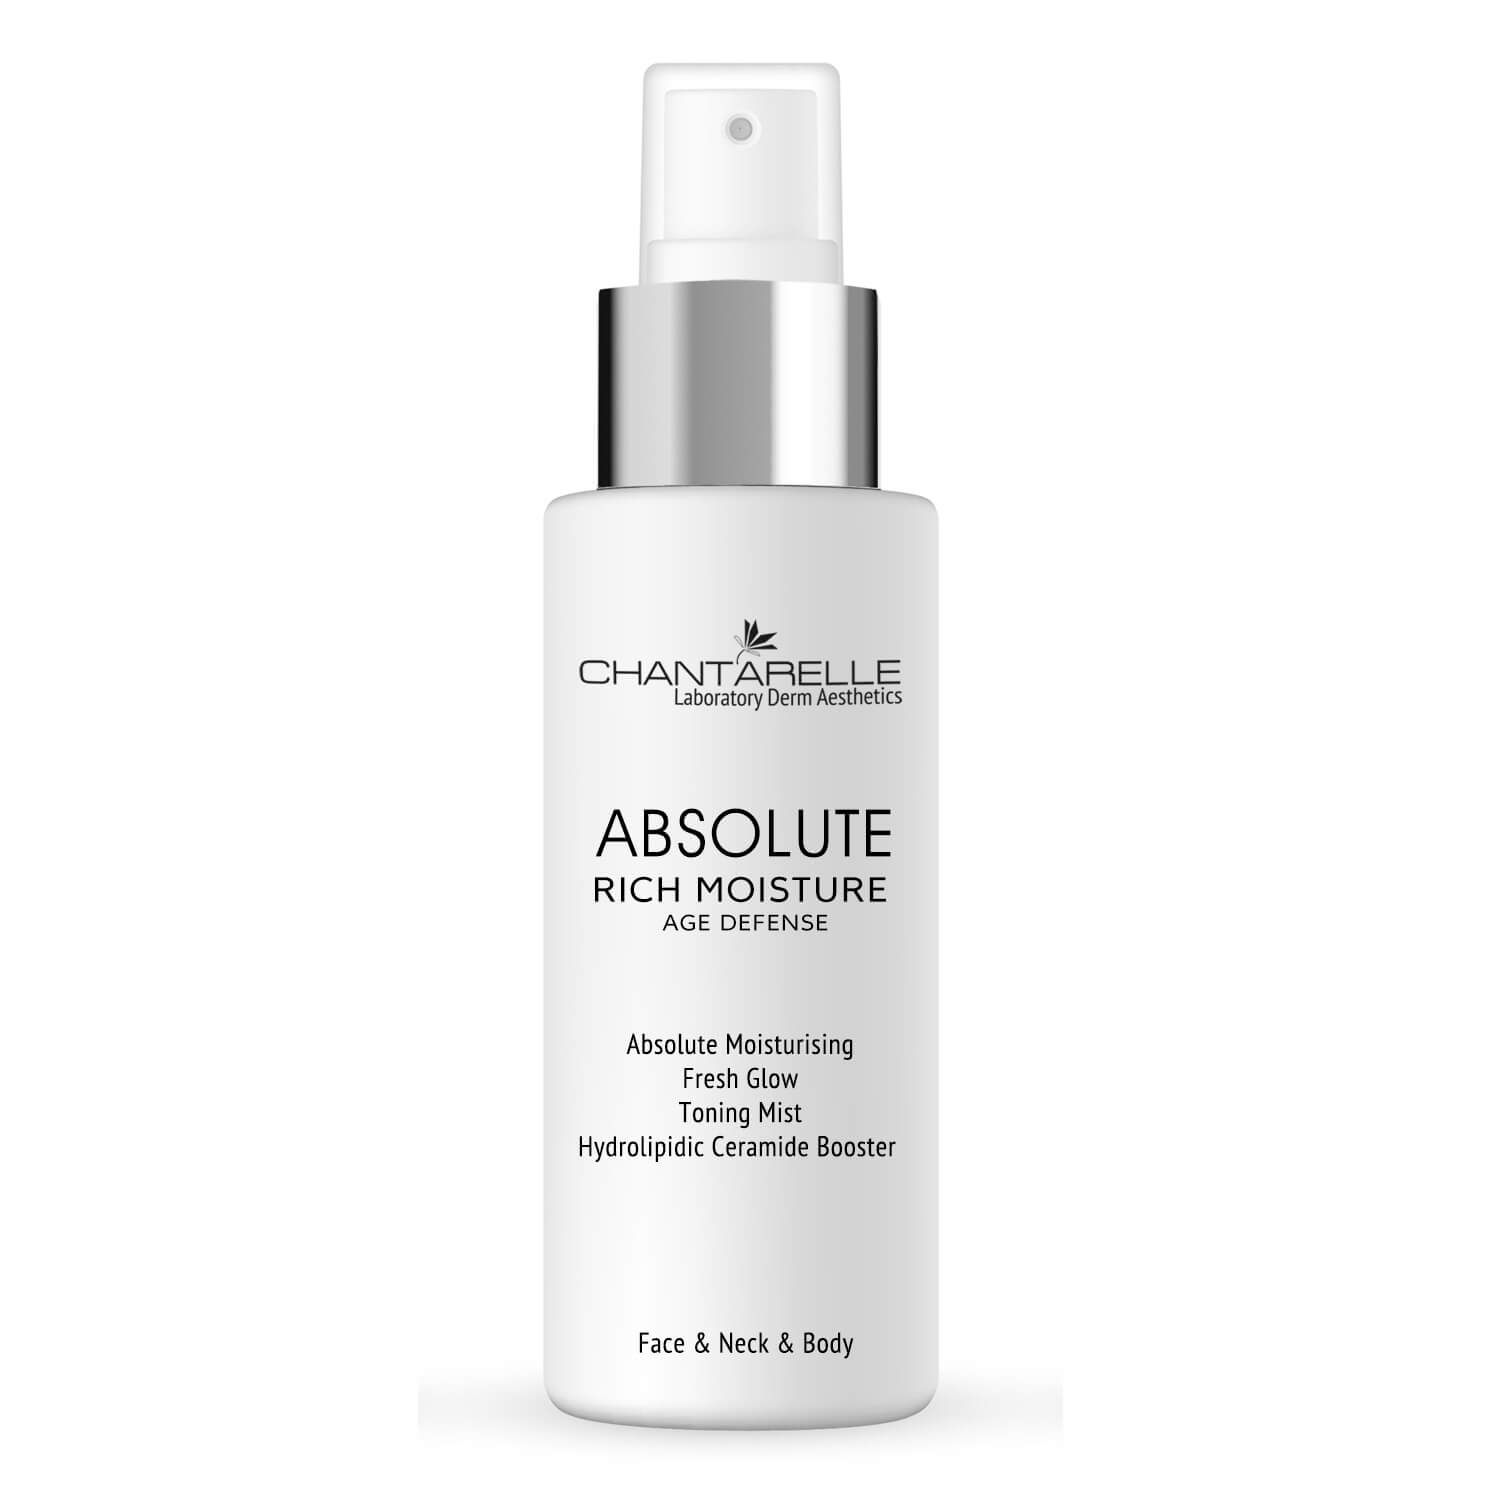 CHANTARELLE
Laboratory Derm Aesthetics
ABSOLUTE
RICH MOISTURE
AGE DEFENSE
Absolute Moisturising
Fresh Glow
Toning Mist
Hydrolipidic Ceramide Booster
Face & Neck & Body